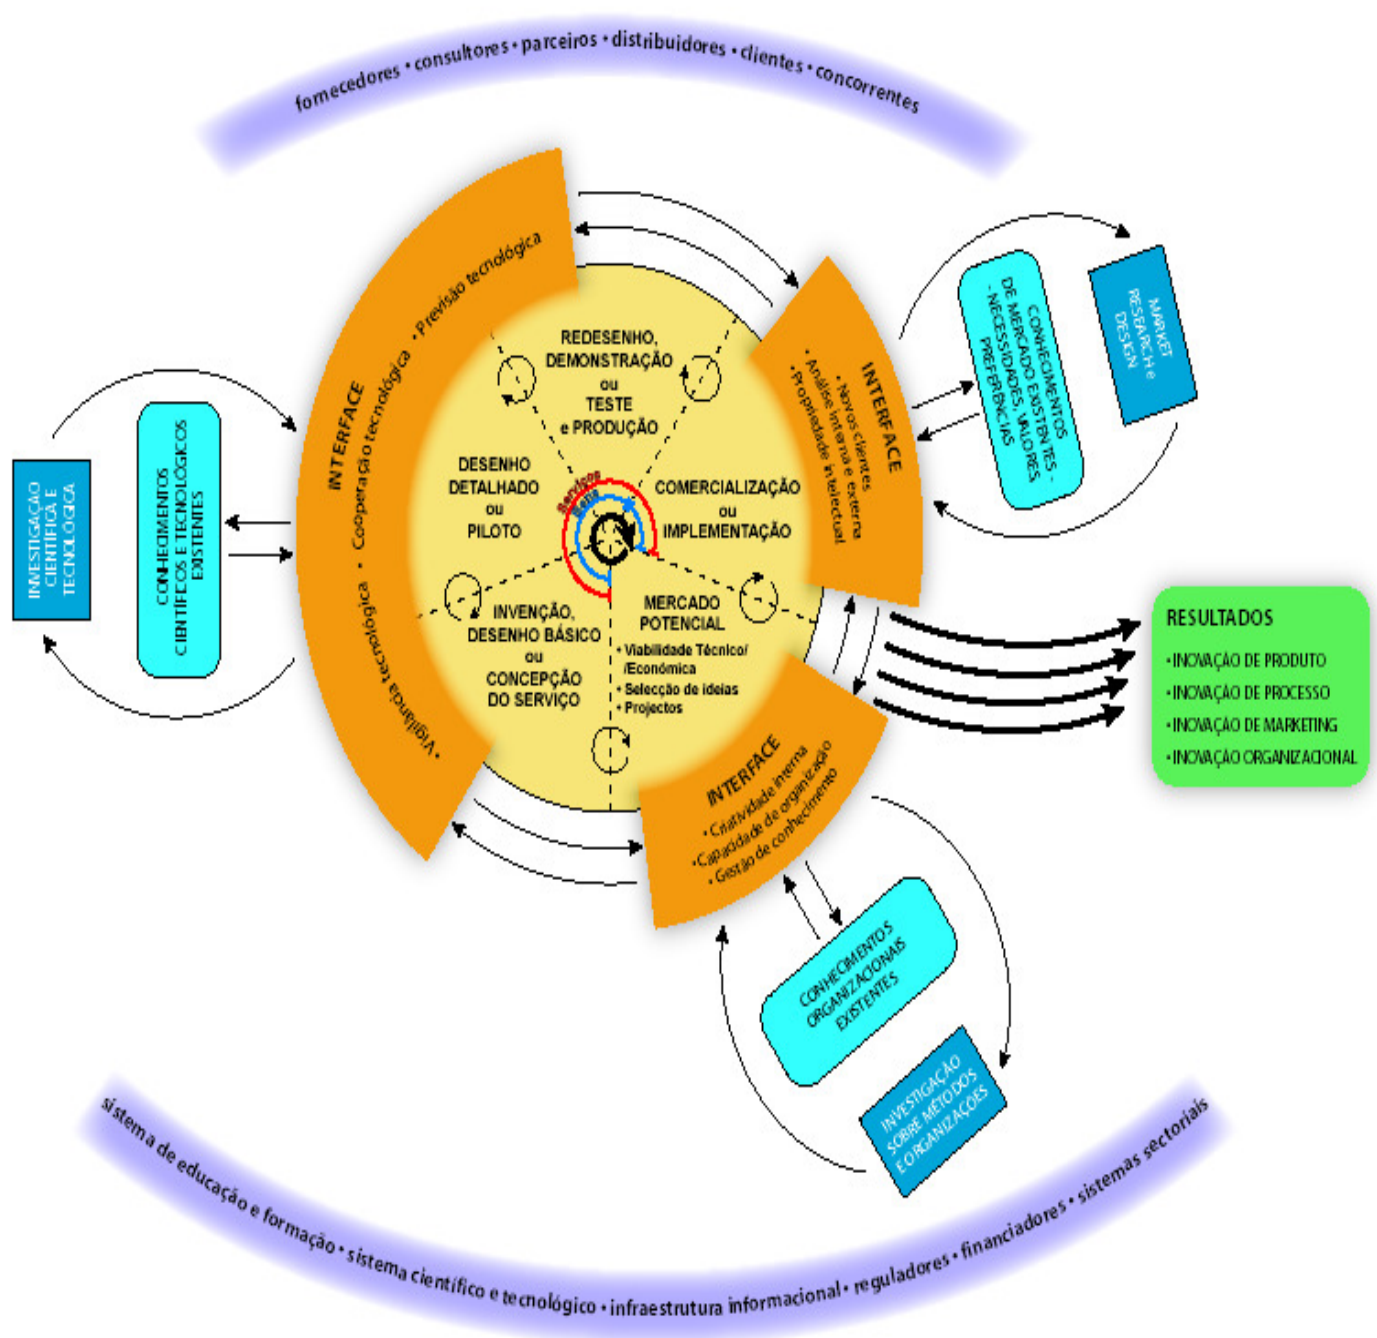 fornecedores • consultores • parceiros • distribuidores • clientes • concorrentes
INTERFACE
• Vigilância tecnológica • Cooperação tecnológica • Previsão tecnológica
INVESTIGAÇÃO
CIENTÍFICA E
TECNOLÓGICA
CONHECIMENTOS
CIENTÍFICOS E TECNOLÓGICOS
EXISTENTES
REDESENHO,
DEMONSTRAÇÃO
ou
TESTE
e PRODUÇÃO
DESENHO
DETALHADO
ou
PILOTO
Serviços
Bens
COMERCIALIZAÇÃO
ou
IMPLEMENTAÇÃO
INVENÇÃO,
DESENHO BÁSICO
ou
CONCEPÇÃO
DO SERVIÇO
MERCADO
POTENCIAL
• Viabilidade Técnico/
/Económica
• Selecção de ideias
• Projectos
INTERFACE
• Novos clientes
• Análise interna e externa
• Propriedade intelectual
CONHECIMENTOS
DE MERCADO EXISTENTES -
- NECESSIDADES, VALORES,
PREFERÊNCIAS
MARKET
RESEARCH e
DESIGN
RESULTADOS
• INOVAÇÃO DE PRODUTO
• INOVAÇÃO DE PROCESSO
• INOVAÇÃO DE MARKETING
• INOVAÇÃO ORGANIZACIONAL
INTERFACE
• Criatividade interna
• Capacidade de organização
• Gestão de conhecimento
CONHECIMENTOS
ORGANIZACIONAIS
EXISTENTES
INVESTIGAÇÃO
SOBRE MÉTODOS
E ORGANIZAÇÕES
sistema de educação e formação • sistema científico e tecnológico • infraestrutura informacional • reguladores • financiadores • sistemas sectoriais